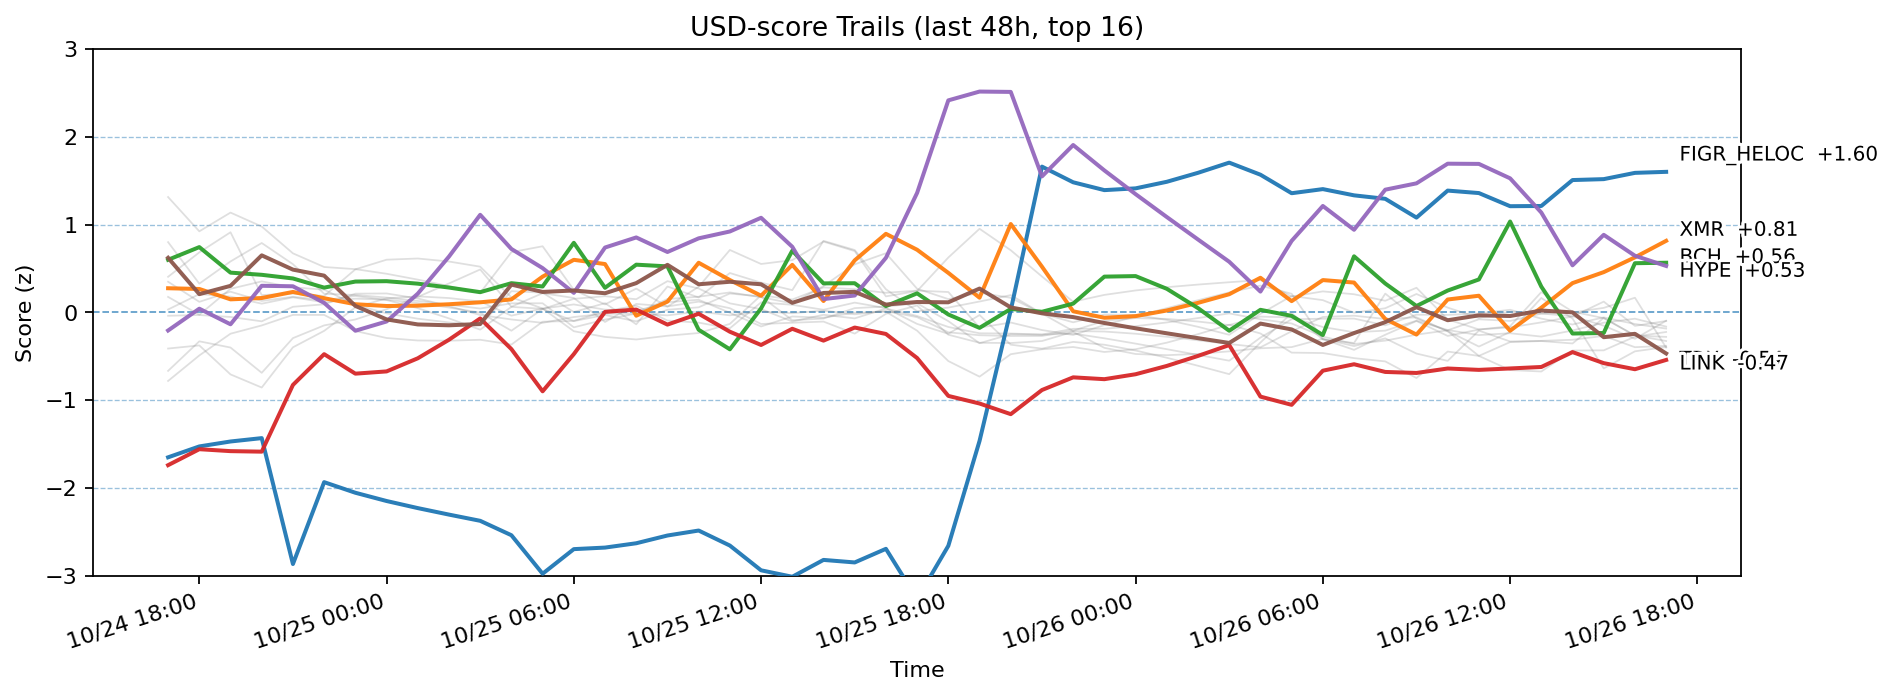 USD-score Trails (last 48h, top 16)
Score (z)
3
2
1
0
−1
−2
−3
FIGR_HELOC +1.60
XMR +0.81
BCH +0.56
HYPE +0.53
LINK -0.47
10/24 18:00
10/25 00:00
10/25 06:00
10/25 12:00
10/25 18:00
10/26 00:00
10/26 06:00
10/26 12:00
10/26 18:00
Time